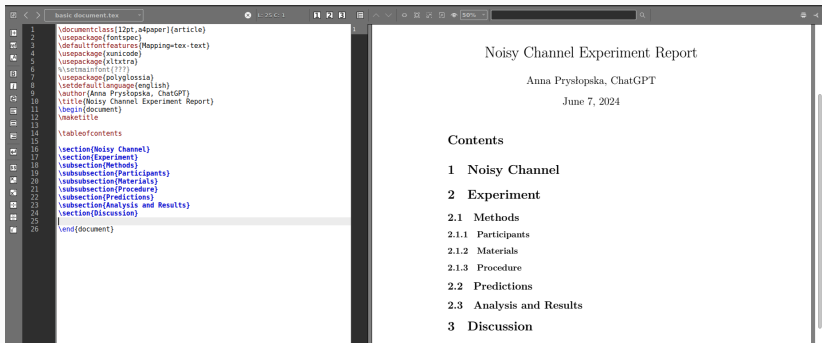 basic document.tex
L: 25 C: 1
1 2 3
50%
1 \documentclass[12pt,a4paper]{article}
2 \usepackage{fontspec}
3 \defaultfontfeatures{Mapping=tex-text}
4 \usepackage{xunicode}
5 \usepackage{xltxtra}
6 %\setmainfont{???}
7 \usepackage{polyglossia}
8 \setdefaultlanguage{english}
9 \author{Anna Prysłopska, ChatGPT}
10 \title{Noisy Channel Experiment Report}
11 \begin{document}
12 \maketitle
13
14 \tableofcontents
15
16 \section{Noisy Channel}
17 \section{Experiment}
18 \subsection{Methods}
19 \subsubsection{Participants}
20 \subsubsection{Materials}
21 \subsubsection{Procedure}
22 \subsection{Predictions}
23 \subsection{Analysis and Results}
24 \section{Discussion}
25
26 \end{document}
1
Noisy Channel Experiment Report
Anna Prysłopska, ChatGPT
June 7, 2024
Contents
1 Noisy Channel
2 Experiment
2.1 Methods
2.1.1 Participants
2.1.2 Materials
2.1.3 Procedure
2.2 Predictions
2.3 Analysis and Results
3 Discussion